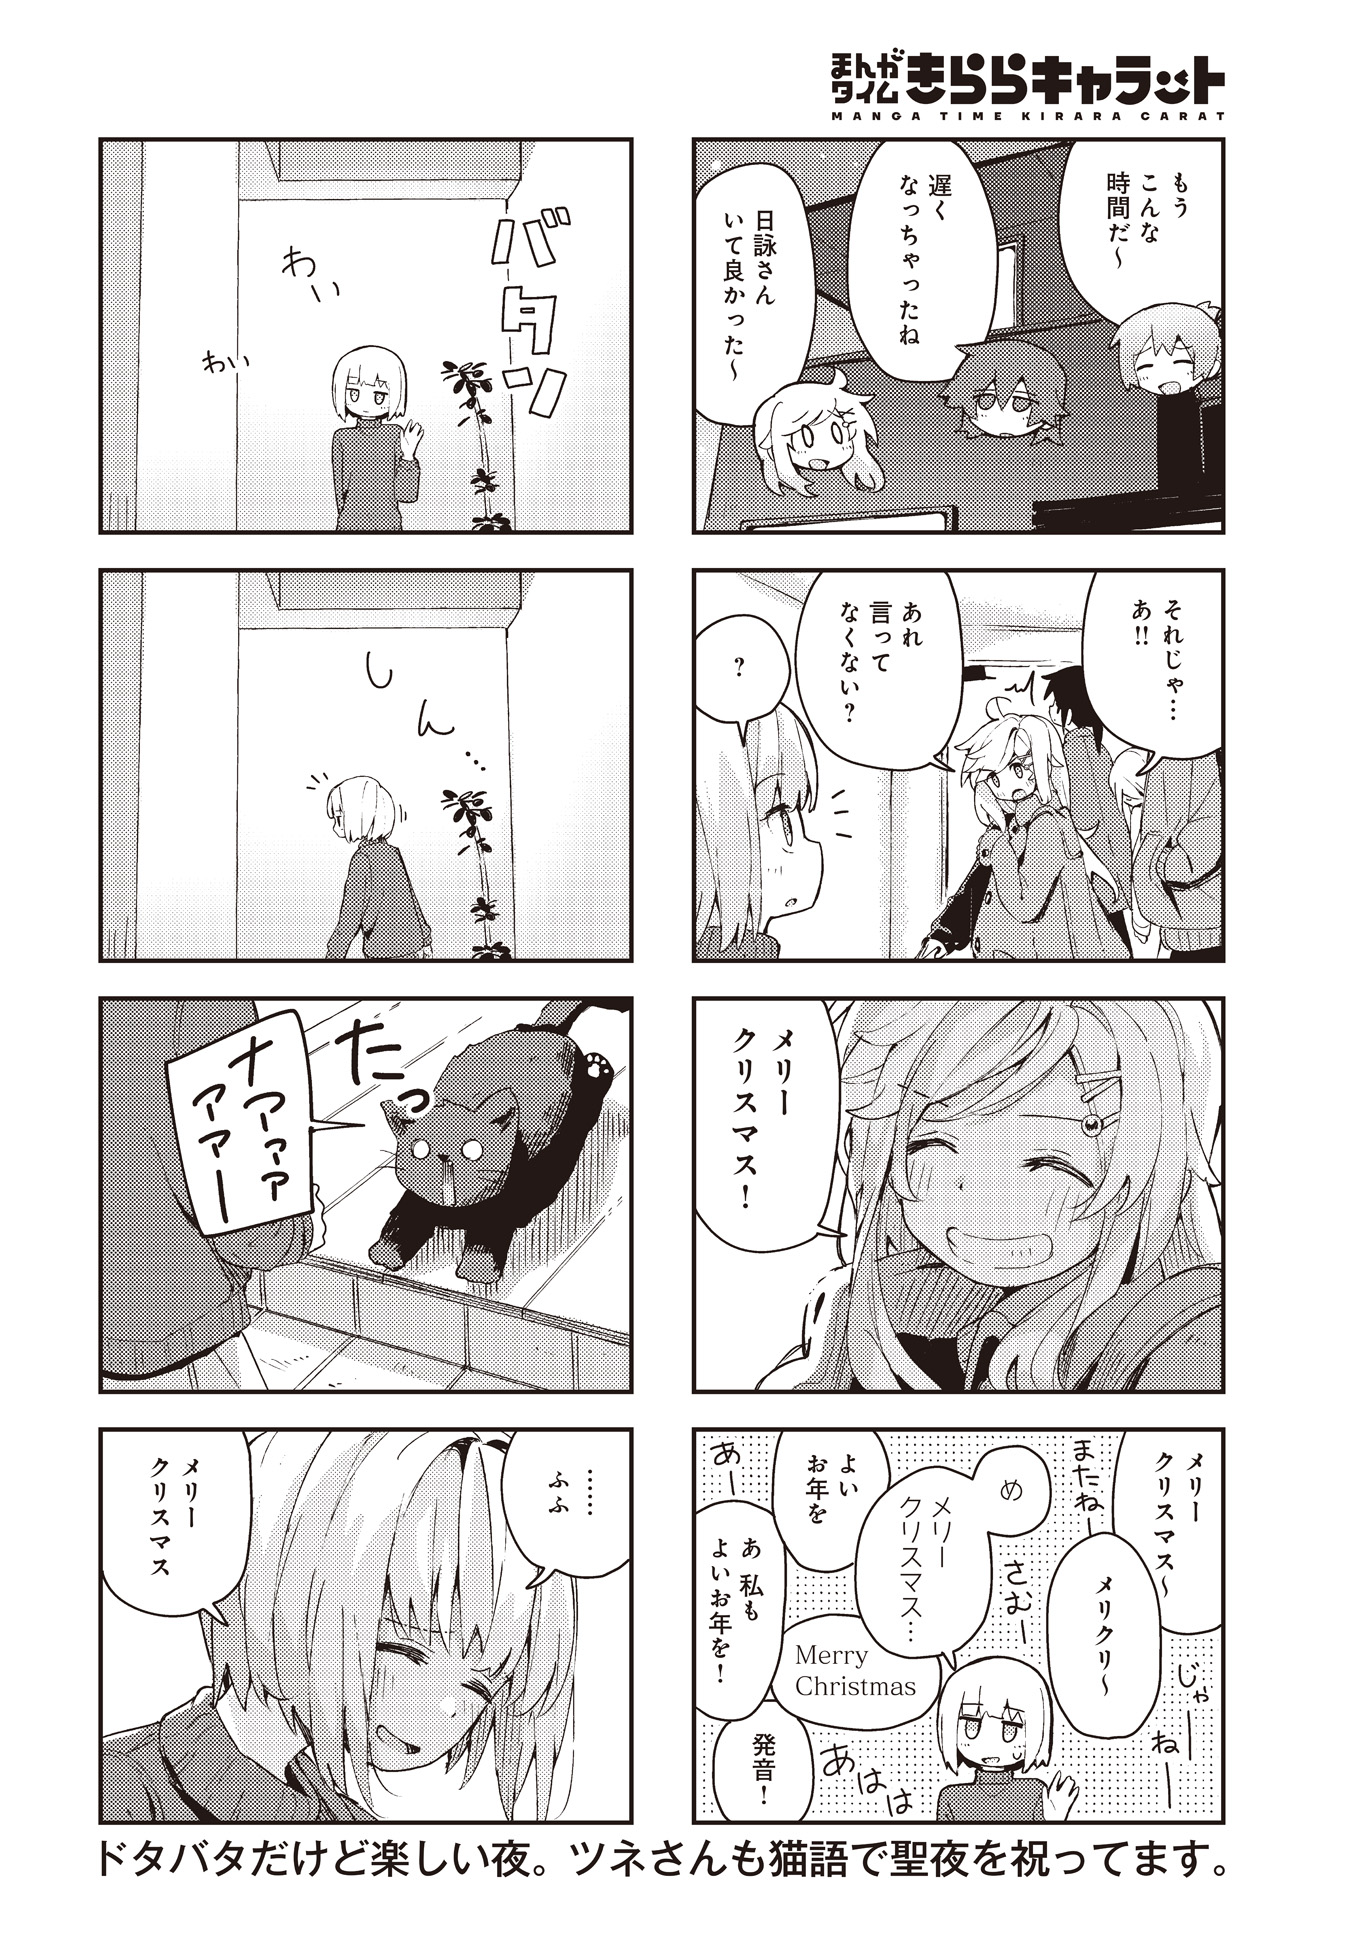 まんが
タイム
きららキャラット
MANGA TIME KIRARA CARAT
もう
こんな
時間だ～
遅く
なっちゃったね
日詠さん
いて良かった～
それじゃ…
あ!!
あれ
言って
なくない?
?
メリー
クリスマス!
メリー
クリスマス～
またねー
メリクリ～
じゃーねー
め
メリー
クリスマス…
さむー
よい
お年を
あー
あ 私も
よいお年を!
Merry
Christmas
発音!
あはは
バタン
わい
わい
しん…
たっ
ナァァァ
ァァァー
……
ふふ
メリー
クリスマス
ドタバタだけど楽しい夜。ツネさんも猫語で聖夜を祝ってます。